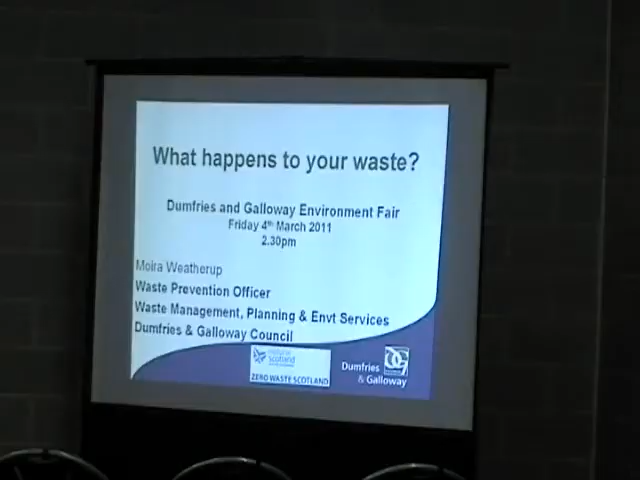 What happens to your waste?
Dumfries and Galloway Environment Fair
Friday 4th March 2011
2.30pm
Moira Weatherup
Waste Prevention Officer
Waste Management, Planning & Envt Services
Dumfries & Galloway Council
scotland
ZERO WASTE SCOTLAND
Dumfries
& Galloway